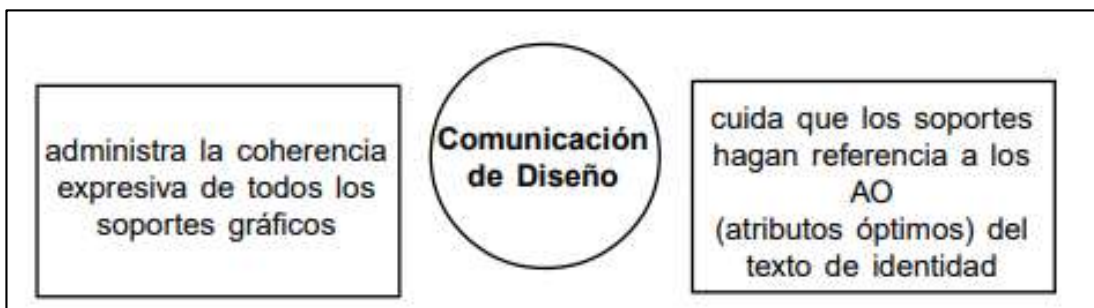 administra la coherencia
expresiva de todos los
soportes gráficos
Comunicación
de Diseño
cuida que los soportes
hagan referencia a los
AO
(atributos óptimos) del
texto de identidad